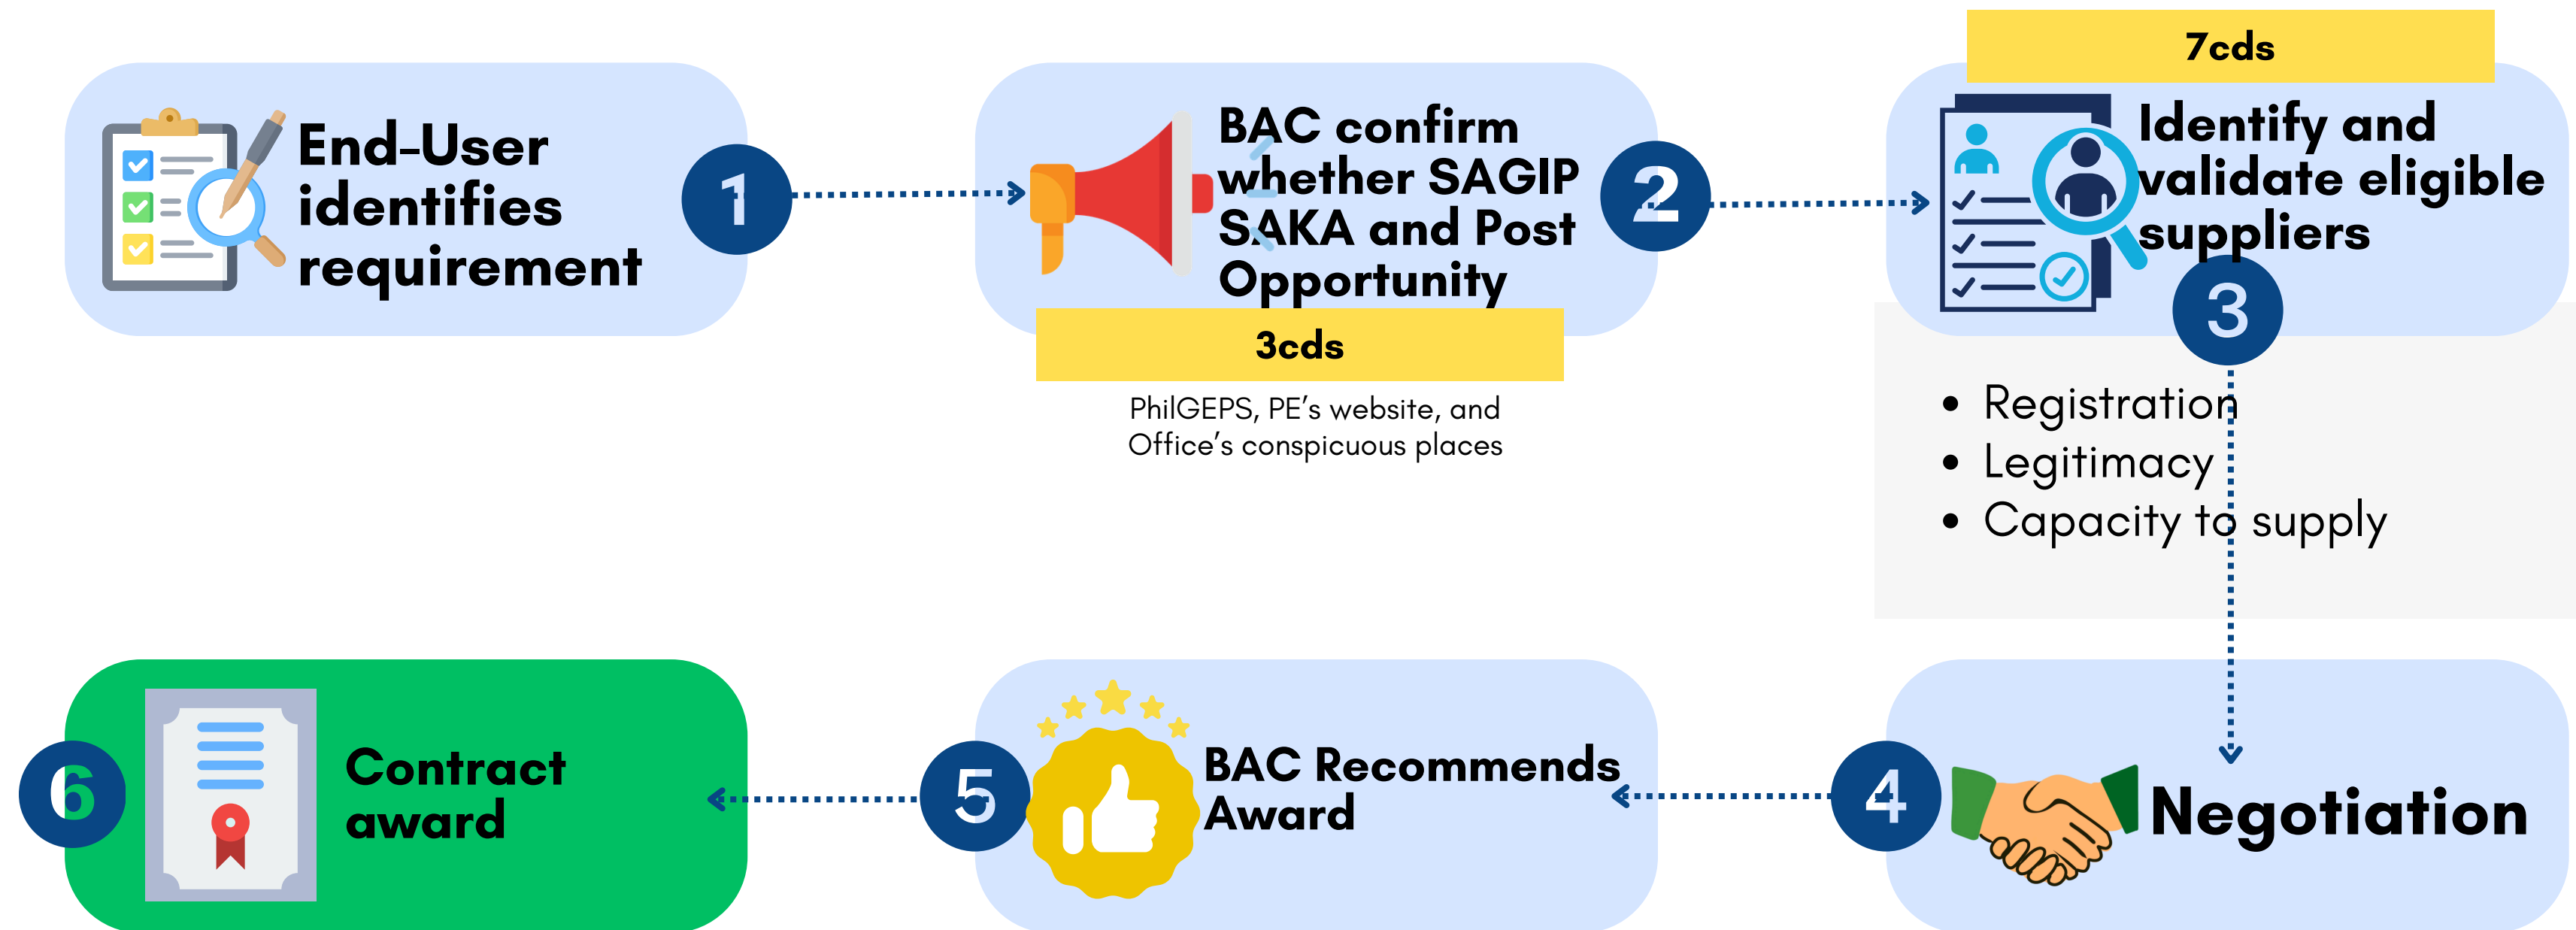 End-User
identifies
requirement
1
BAC confirm
whether SAGIP
SAKA and Post
Opportunity
3cds
PhilGEPS, PE’s website, and
Office’s conspicuous places
2
7cds
Identify and
validate eligible
suppliers
3
• Registration
• Legitimacy
• Capacity to supply
Negotiation
4
BAC Recommends
Award
5
Contract
award
6